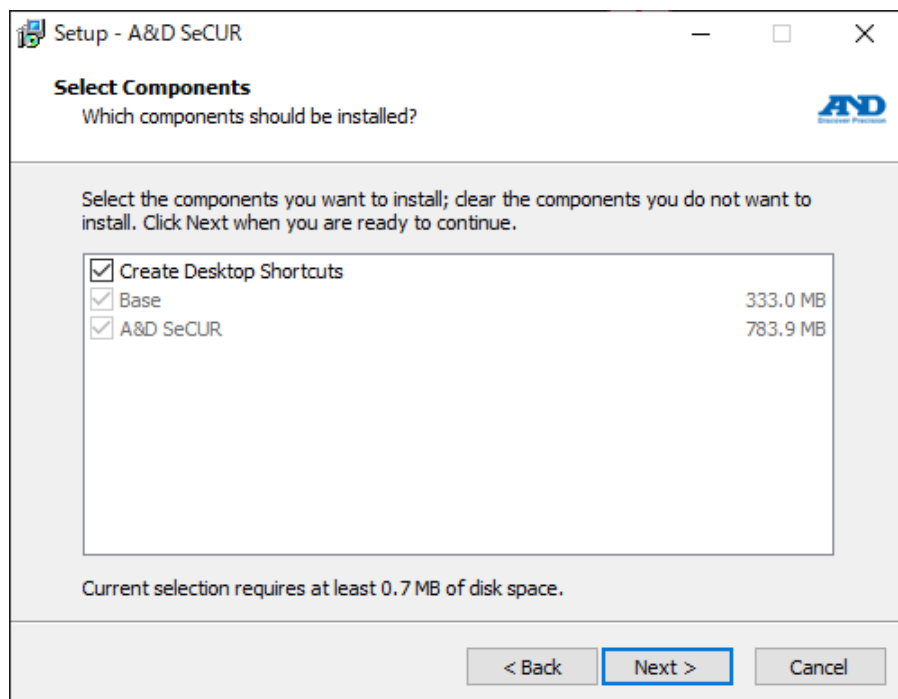 Setup - A&D SeCUR
Select Components
Which components should be installed?
AND
Discover Precision
Select the components you want to install; clear the components you do not want to
install. Click Next when you are ready to continue.
Create Desktop Shortcuts
Base 333.0 MB
A&D SeCUR 783.9 MB
Current selection requires at least 0.7 MB of disk space.
< Back Next > Cancel